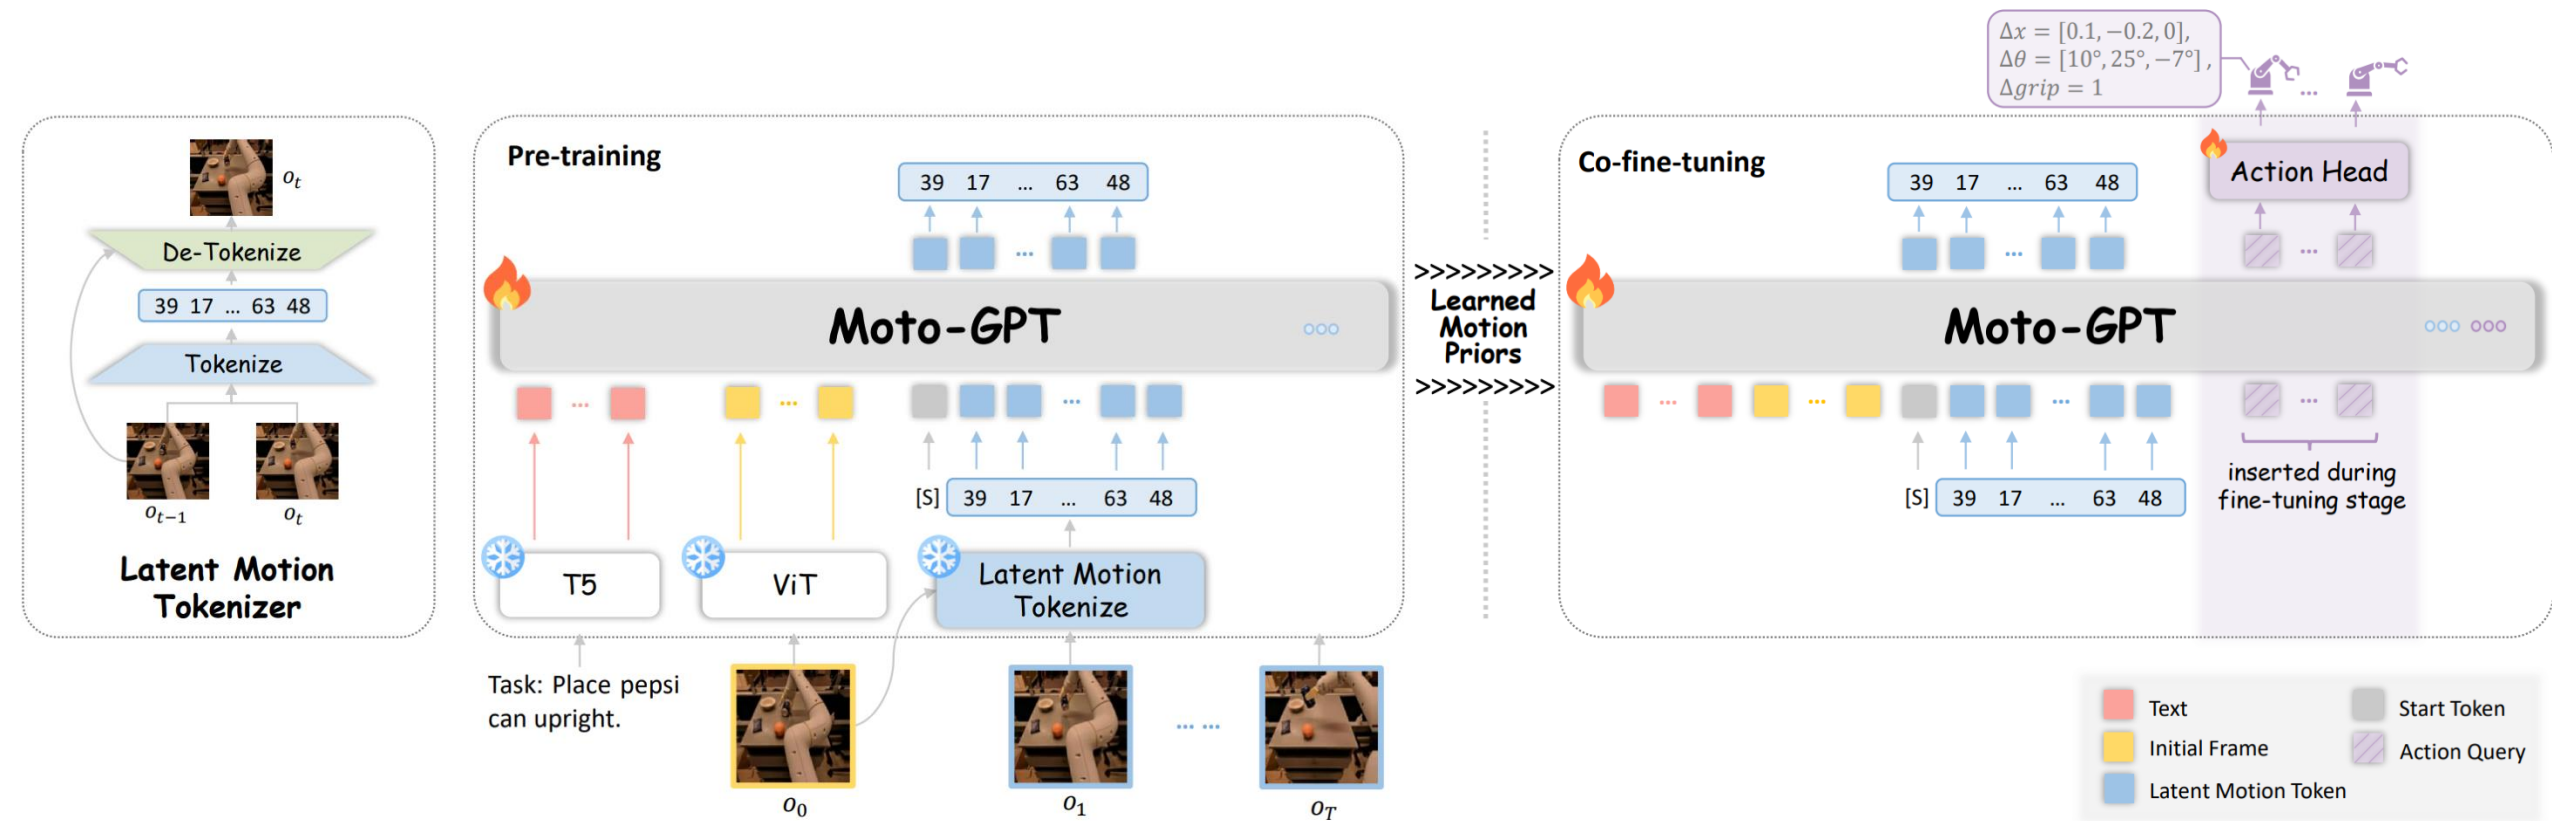 o_t
De-Tokenize
39 17 ... 63 48
Tokenize
o_{t-1}
o_t
Latent Motion
Tokenizer
Pre-training
39 17 ... 63 48
Moto-GPT
[S] 39 17 ... 63 48
T5
ViT
Latent Motion
Tokenize
Task: Place pepsi
can upright.
o_0
o_1
... ...
o_T
>>>>>>>>>
Learned
Motion
Priors
>>>>>>>>>
Δx = [0.1, −0.2, 0],
Δθ = [10°, 25°, −7°],
Δgrip = 1
Co-fine-tuning
39 17 ... 63 48
Action Head
Moto-GPT
[S] 39 17 ... 63 48
inserted during
fine-tuning stage
Text
Initial Frame
Latent Motion Token
Start Token
Action Query